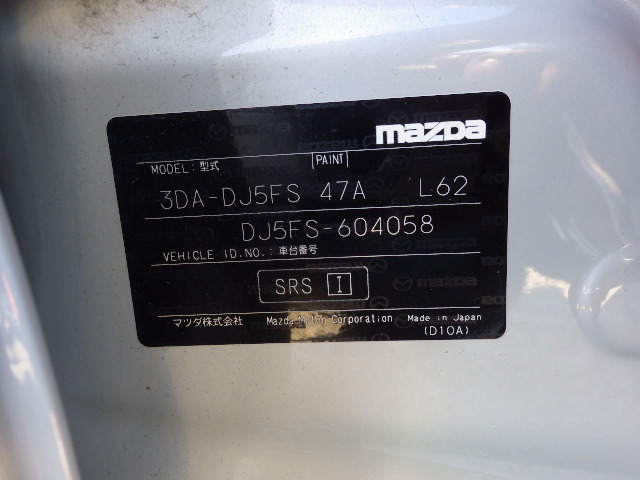 mazda
MODEL: 型式 PAINT
3DA-DJ5FS 47A L62
DJ5FS-604058
VEHICLE ID.NO.: 車台番号
SRS I
マツダ株式会社 Mazda Motor Corporation Made in Japan
(D10A)